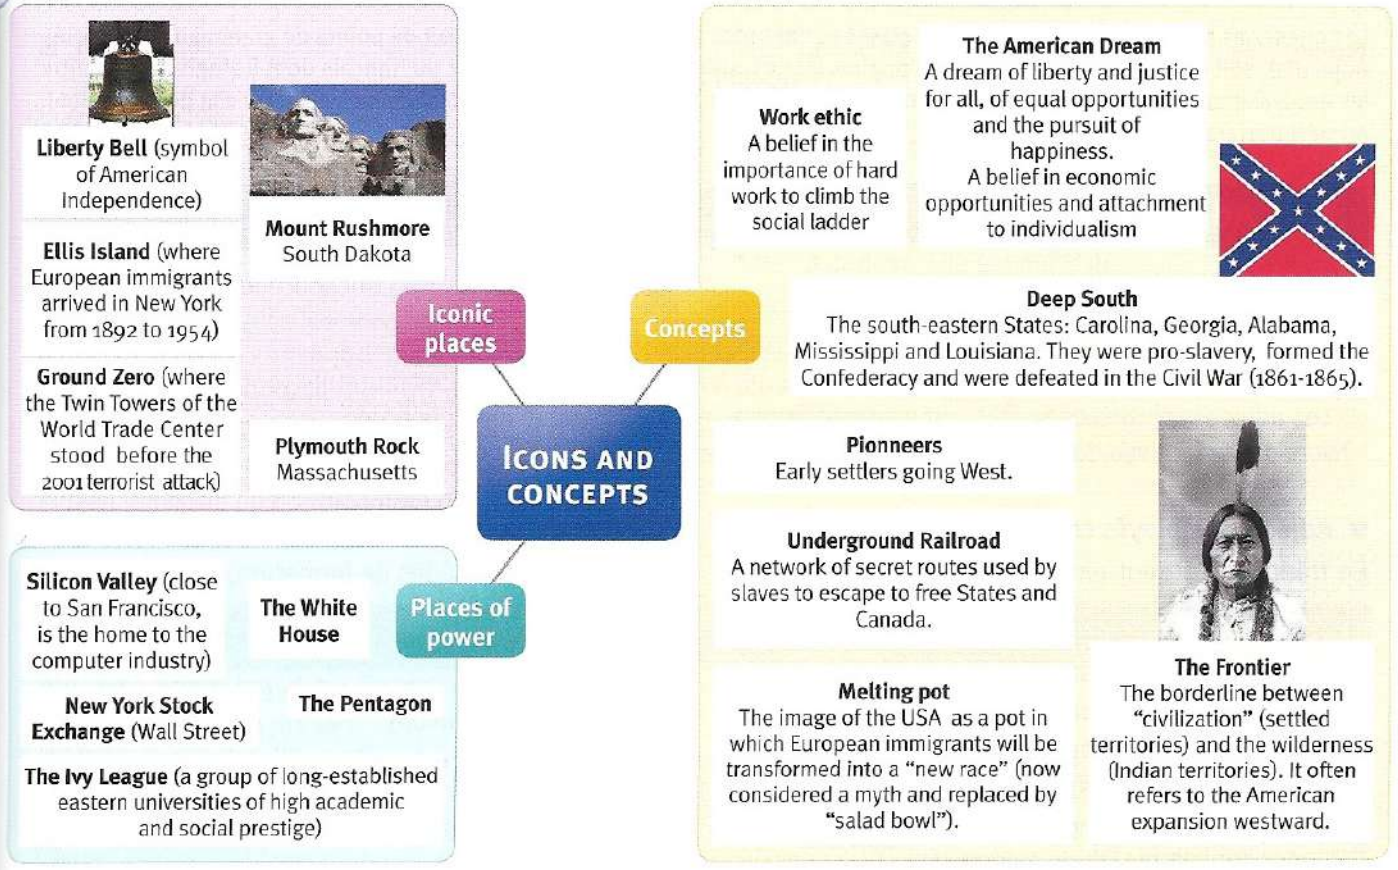 Liberty Bell (symbol
of American
Independence)
Mount Rushmore
South Dakota
Ellis Island (where
European immigrants
arrived in New York
from 1892 to 1954)
Ground Zero (where
the Twin Towers of the
World Trade Center
stood before the
2001 terrorist attack)
Plymouth Rock
Massachusetts
Iconic
places
Concepts
ICONS AND
CONCEPTS
Places of
power
Silicon Valley (close
to San Francisco,
is the home to the
computer industry)
The White
House
New York Stock
Exchange (Wall Street)
The Pentagon
The Ivy League (a group of long-established
eastern universities of high academic
and social prestige)
Work ethic
A belief in the
importance of hard
work to climb the
social ladder
The American Dream
A dream of liberty and justice
for all, of equal opportunities
and the pursuit of
happiness.
A belief in economic
opportunities and attachment
to individualism
Deep South
The south-eastern States: Carolina, Georgia, Alabama,
Mississippi and Louisiana. They were pro-slavery, formed the
Confederacy and were defeated in the Civil War (1861-1865).
Pionneers
Early settlers going West.
Underground Railroad
A network of secret routes used by
slaves to escape to free States and
Canada.
Melting pot
The image of the USA as a pot in
which European immigrants will be
transformed into a "new race" (now
considered a myth and replaced by
"salad bowl").
The Frontier
The borderline between
"civilization" (settled
territories) and the wilderness
(Indian territories). It often
refers to the American
expansion westward.